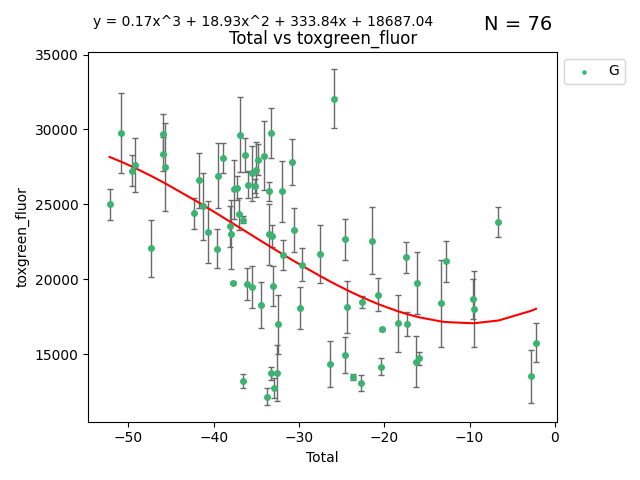 y = 0.17x^3 + 18.93x^2 + 333.84x + 18687.04
N = 76
Total vs toxgreen_fluor
G
35000
30000
25000
20000
15000
toxgreen_fluor
−50
−40
−30
−20
−10
0
Total